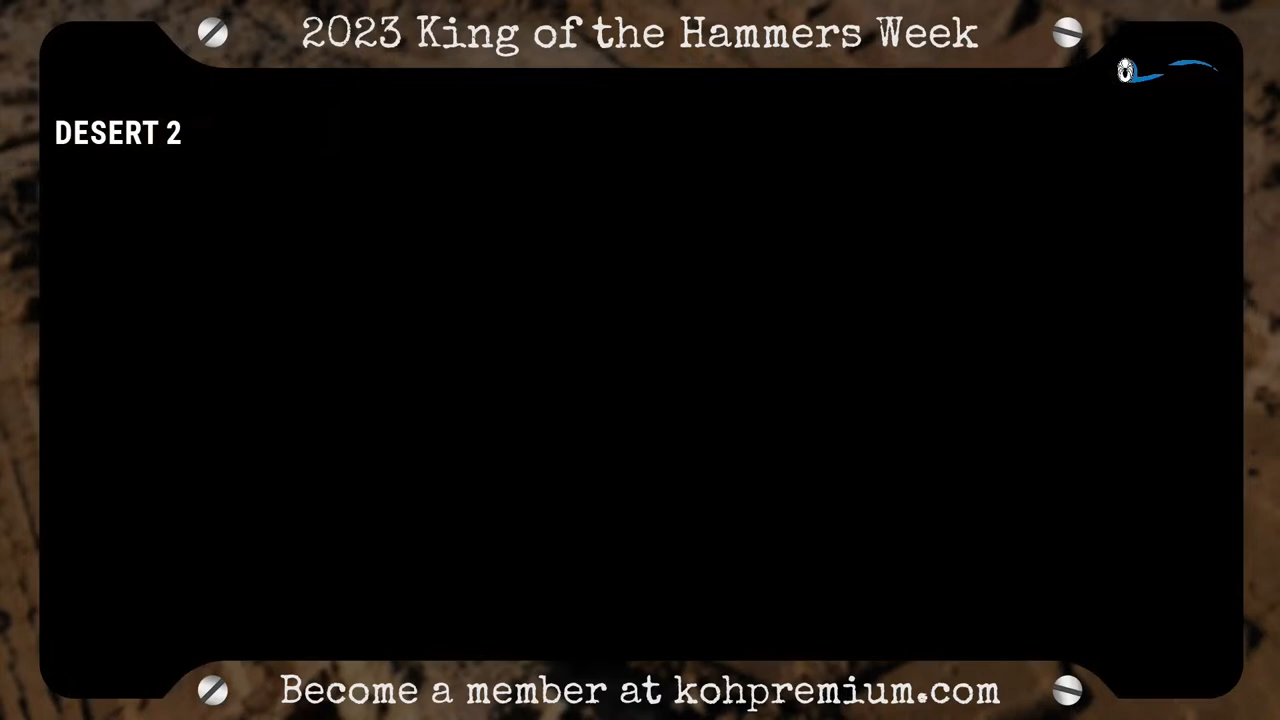 2023 King of the Hammers Week
DESERT 2
Become a member at kohpremium.com